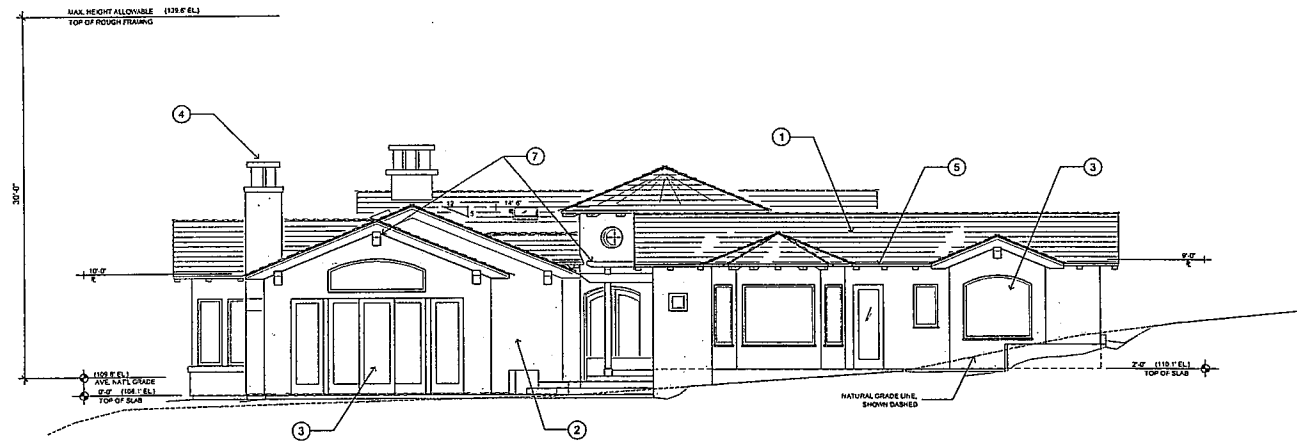 MAX. HEIGHT ALLOWABLE (139.6' EL.)
TOP OF ROUGH FRAMING
4
7
1
5
3
30'-0"
12
5
14'-6"
10'-0"
9'-0"
(109.6' EL.)
AVE. NAT'L GRADE
0'-0" (108.1' EL.)
TOP OF SLAB
2'-0" (110.1' EL.)
TOP OF SLAB
NATURAL GRADE LINE,
SHOWN DASHED
3
2